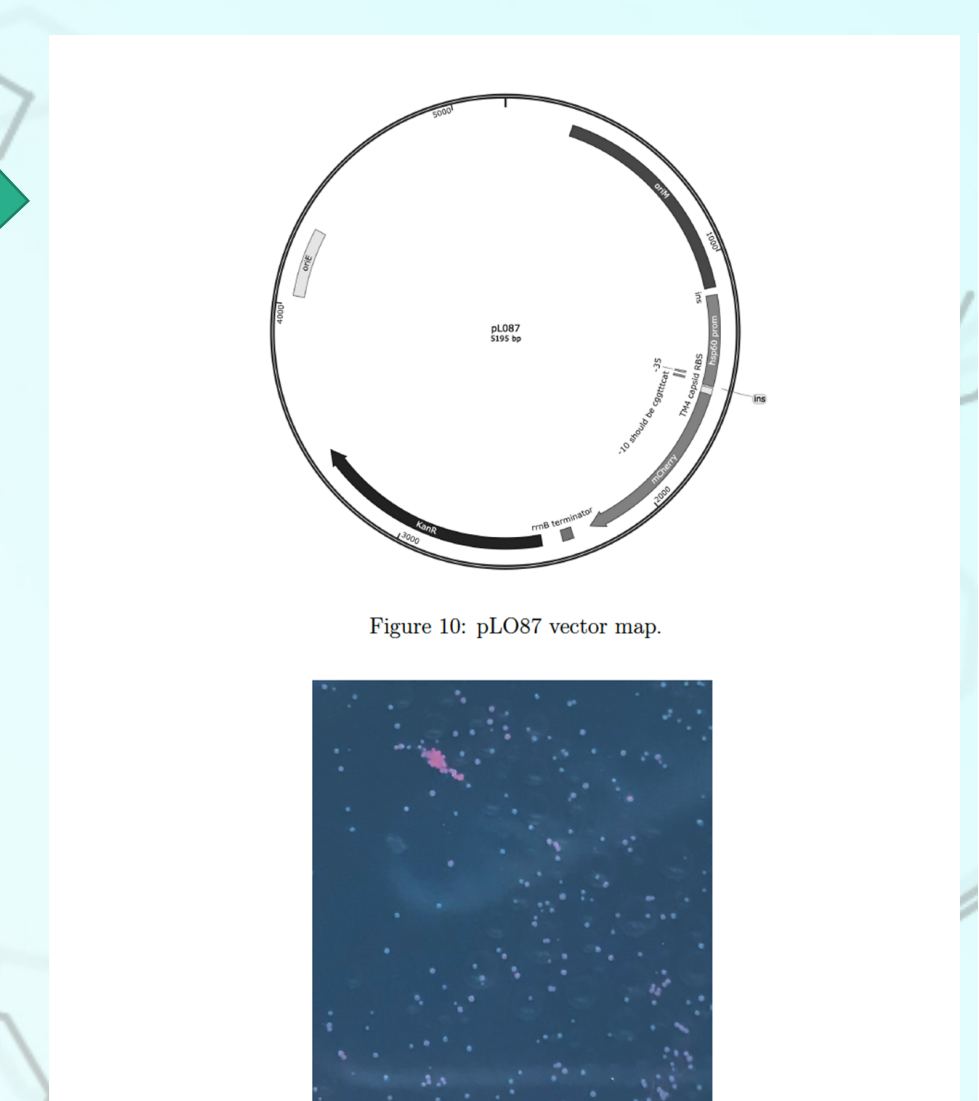 5000
oriM
1000
ins
hsp60 prom
oriE
4000
pLO87
5195 bp
-35
TM4 capsid RBS
ins
-10 should be cggtttcat
mCherry
2000
rrnB terminator
KanR
3000
Figure 10: pLO87 vector map.